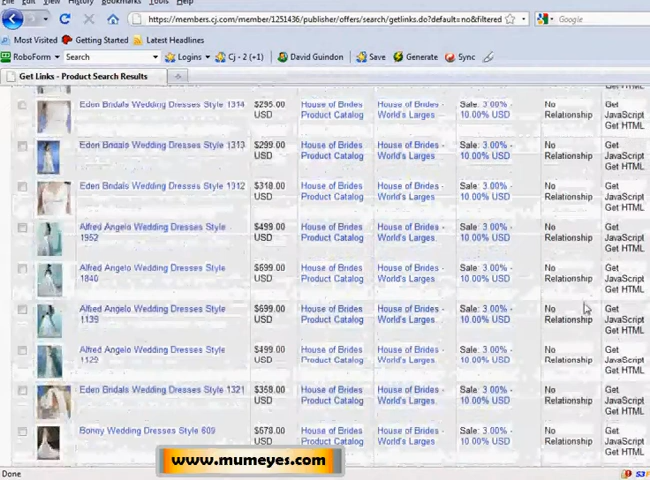 File View History Bookmarks Tools Help
https://members.cj.com/member/1251436/publisher/offers/search/getlinks.do?default=no&filtered
Google
Most Visited Getting Started Latest Headlines
RoboForm Search Logins Cj - 2 (+1) David Guindon Save Generate Sync
Get Links - Product Search Results
Get HTML
Eden Bridals Wedding Dresses Style 1314 $295.00 USD House of Brides Product Catalog House of Brides - World's Larges. Sale: 3.00% - 10.00% USD No Relationship Get JavaScript Get HTML
Eden Bridals Wedding Dresses Style 1313 $299.00 USD House of Brides Product Catalog House of Brides - World's Larges. Sale: 3.00% - 10.00% USD No Relationship Get JavaScript Get HTML
Eden Bridals Wedding Dresses Style 1312 $318.00 USD House of Brides Product Catalog House of Brides - World's Larges. Sale: 3.00% - 10.00% USD No Relationship Get JavaScript Get HTML
Alfred Angelo Wedding Dresses Style 1952 $499.00 USD House of Brides Product Catalog House of Brides - World's Larges. Sale: 3.00% - 10.00% USD No Relationship Get JavaScript Get HTML
Alfred Angelo Wedding Dresses Style 1840 $599.00 USD House of Brides Product Catalog House of Brides - World's Larges. Sale: 3.00% - 10.00% USD No Relationship Get JavaScript Get HTML
Alfred Angelo Wedding Dresses Style 1139 $699.00 USD House of Brides Product Catalog House of Brides - World's Larges. Sale: 3.00% - 10.00% USD No Relationship Get JavaScript Get HTML
Alfred Angelo Wedding Dresses Style 1129 $499.00 USD House of Brides Product Catalog House of Brides - World's Larges. Sale: 3.00% - 10.00% USD No Relationship Get JavaScript Get HTML
Eden Bridals Wedding Dresses Style 1321 $358.00 USD House of Brides Product Catalog House of Brides - World's Larges. Sale: 3.00% - 10.00% USD No Relationship Get JavaScript Get HTML
Bonny Wedding Dresses Style 609 $578.00 USD House of Brides Product Catalog House of Brides - World's Larges. Sale: 3.00% - 10.00% USD No Relationship Get JavaScript Get HTML
www.mumeyes.com
Done